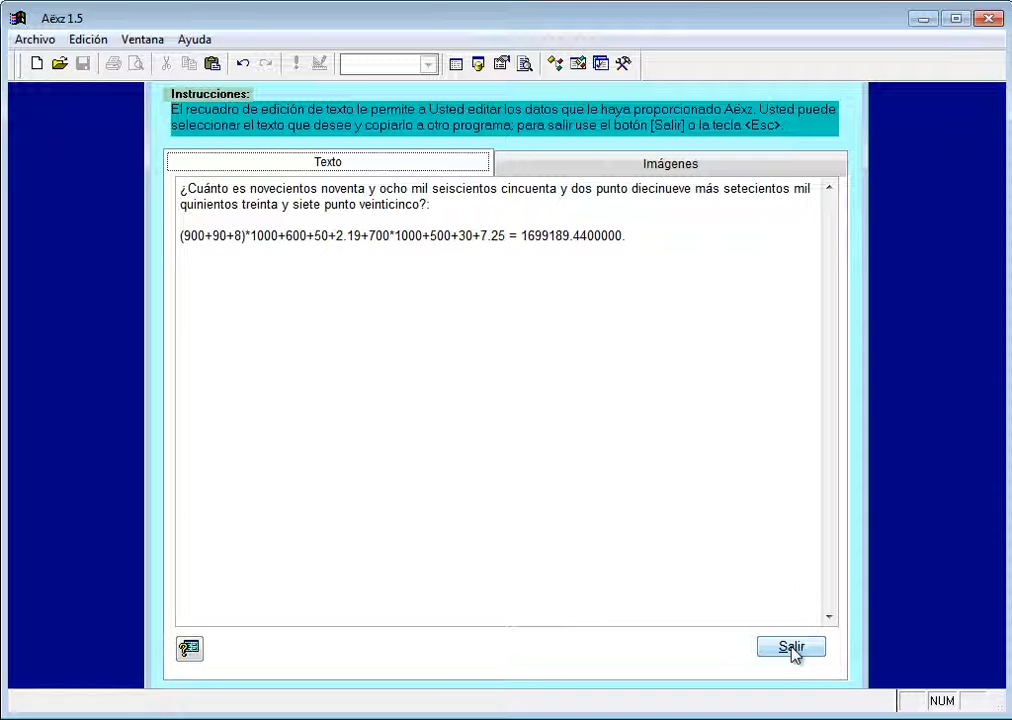 Aëxz 1.5
Archivo Edición Ventana Ayuda
Instrucciones:
El recuadro de edición de texto le permite a Usted editar los datos que le haya proporcionado Aëxz. Usted puede
seleccionar el texto que desee y copiarlo a otro programa; para salir use el botón [Salir] o la tecla <Esc>.
Texto Imágenes
¿Cuánto es novecientos noventa y ocho mil seiscientos cincuenta y dos punto diecinueve más setecientos mil
quinientos treinta y siete punto veinticinco?:
(900+90+8)*1000+600+50+2.19+700*1000+500+30+7.25 = 1699189.4400000.
Salir
NUM